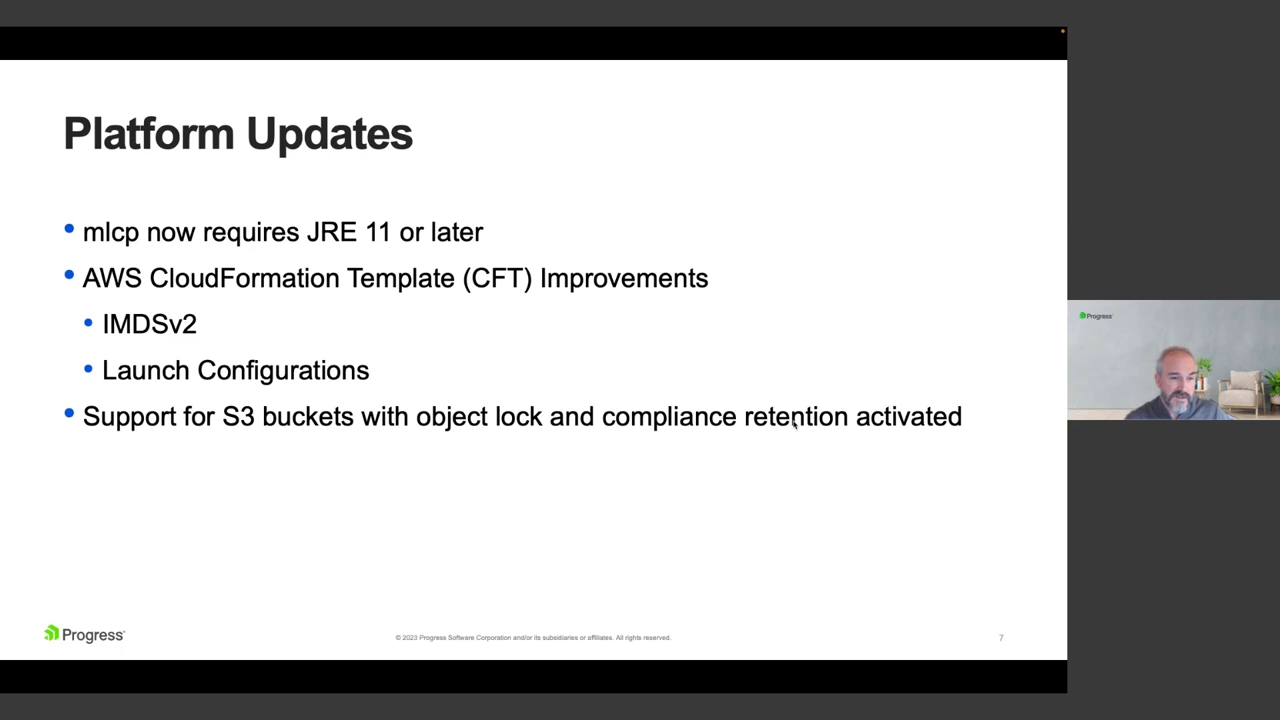 Platform Updates
• mlcp now requires JRE 11 or later
• AWS CloudFormation Template (CFT) Improvements
• IMDSv2
• Launch Configurations
• Support for S3 buckets with object lock and compliance retention activated
Progress
Progress
© 2023 Progress Software Corporation and/or its subsidiaries or affiliates. All rights reserved.
7